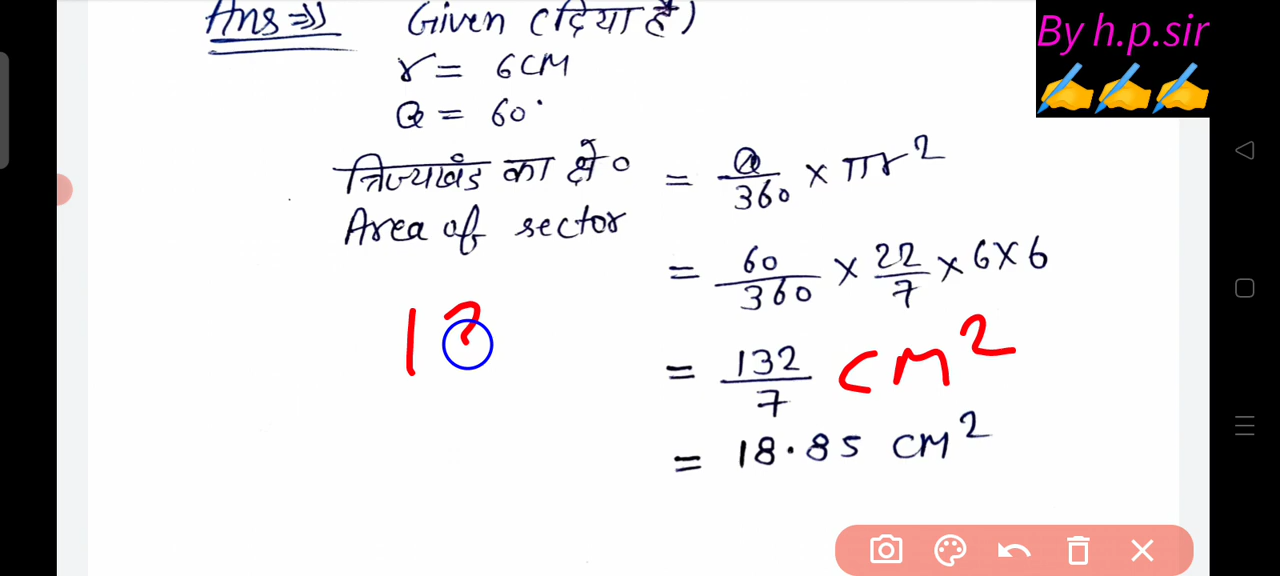 Ans ⇒ Given (दिया है)
By h.p.sir
✍️✍️✍️
r = 6CM
Q = 60°
त्रिज्यखंड का क्षे० = Q/360 × πr²
Area of sector
= 60/360 × 22/7 × 6×6
= 132/7 CM²
= 18.85 CM²